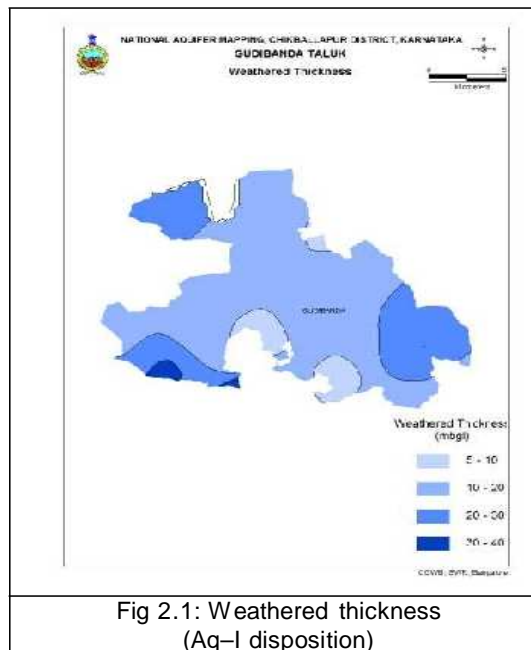 NATIONAL AQUIFER MAPPING, CHIKBALLAPUR DISTRICT, KARNATAKA
GUDIBANDA TALUK
Weathered Thickness
Kilometers
GUDIBANDA
Weathered Thickness
(mbgl)
5 - 10
10 - 20
20 - 30
30 - 40
CGWB, SWR, Bangalore
Fig 2.1: Weathered thickness
(Aq–I disposition)